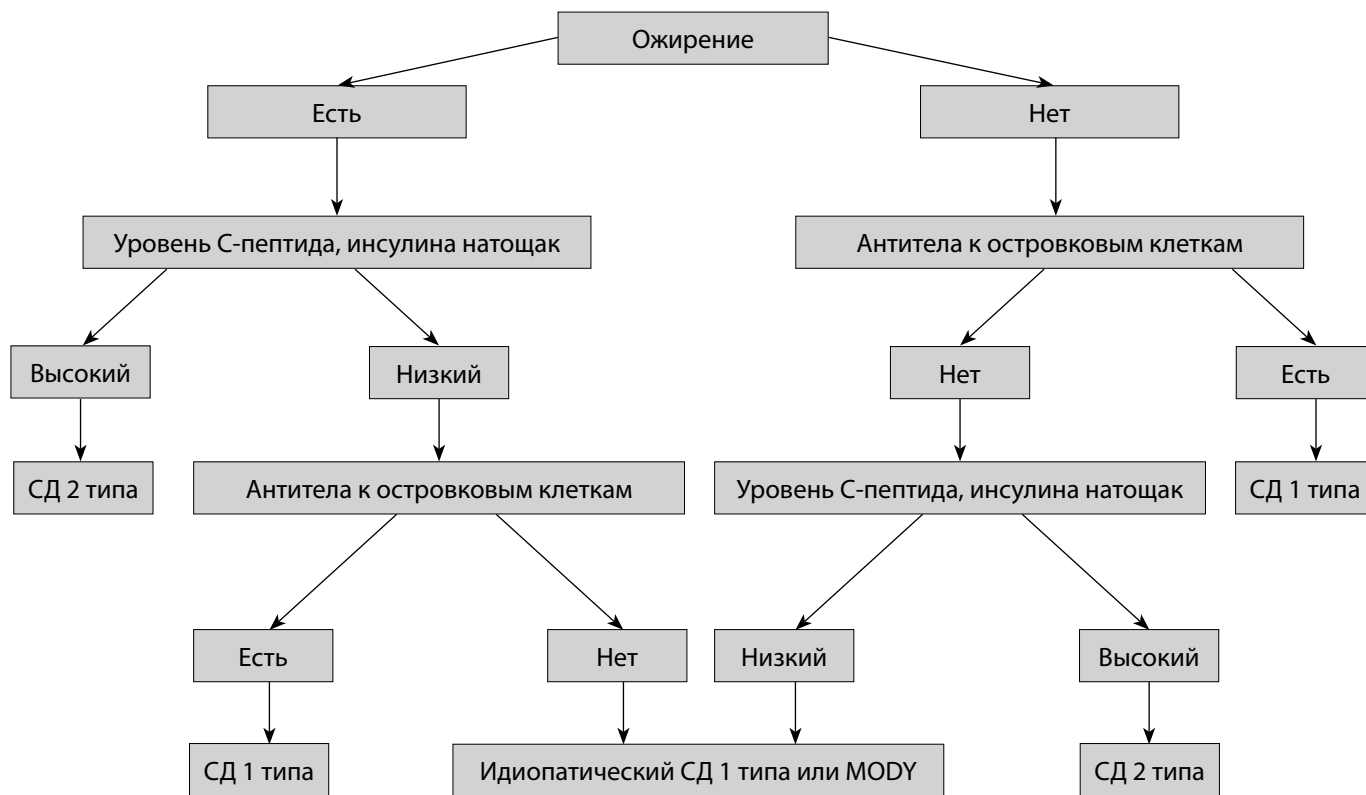 Ожирение
Есть
Нет
Уровень С-пептида, инсулина натощак
Антитела к островковым клеткам
Высокий
Низкий
Нет
Есть
СД 2 типа
Антитела к островковым клеткам
Уровень С-пептида, инсулина натощак
СД 1 типа
Есть
Нет
Низкий
Высокий
СД 1 типа
Идиопатический СД 1 типа или MODY
СД 2 типа